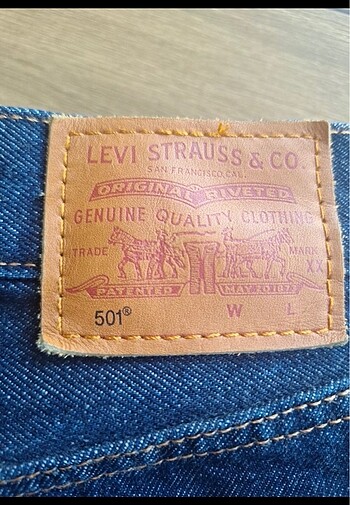 LEVI STRAUSS & CO.
SAN FRANCISCO, CAL.
ORIGINAL RIVETED
GENUINE QUALITY CLOTHING
TRADE MARK
XX
PATENTED MAY 20 1873
501® W L